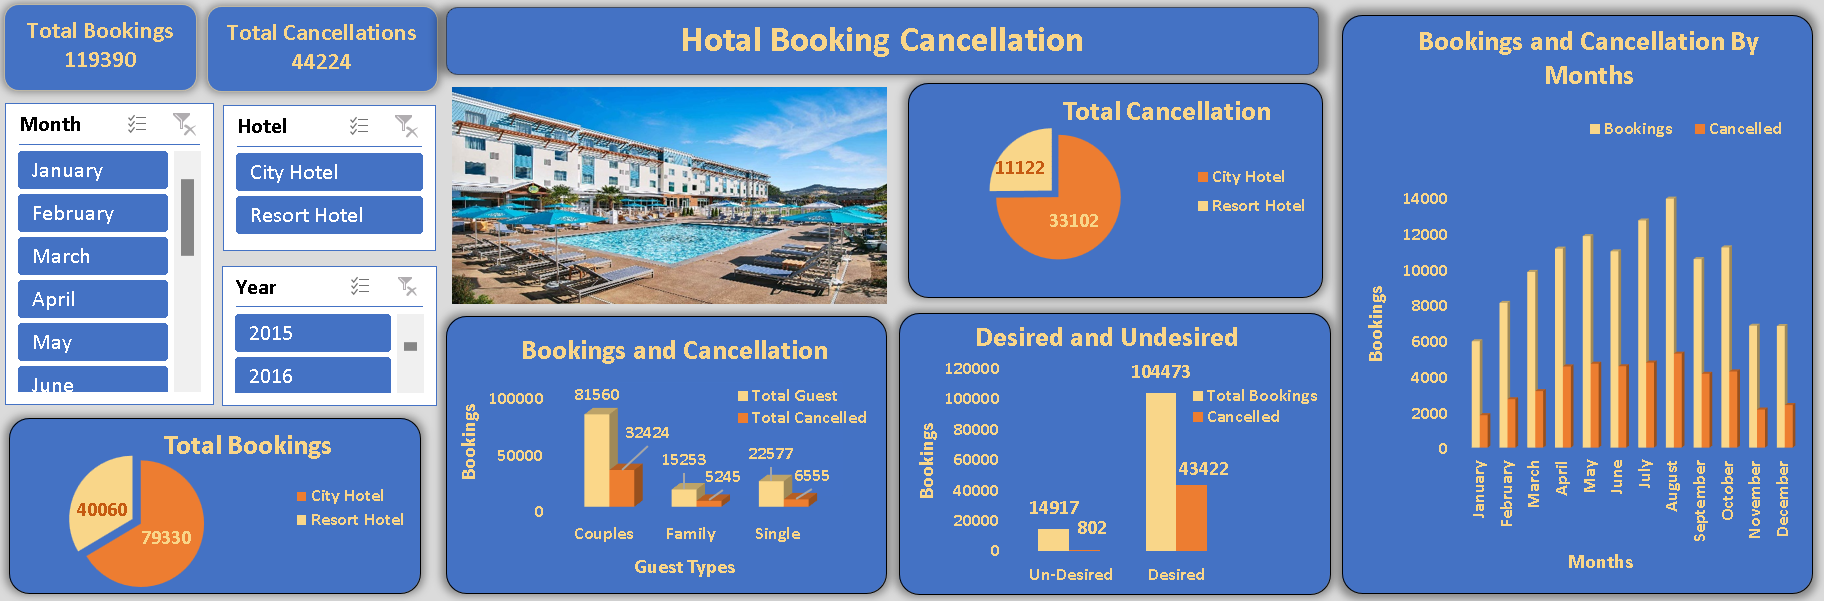 Total Bookings
119390
Total Cancellations
44224
Hotal Booking Cancellation
Month
January
February
March
April
May
June
Hotel
City Hotel
Resort Hotel
Year
2015
2016
Total Cancellation
11122
33102
City Hotel
Resort Hotel
Total Bookings
40060
79330
City Hotel
Resort Hotel
Bookings and Cancellation
Total Guest
Total Cancelled
Bookings
100000
50000
0
81560
32424
15253
5245
22577
6555
Couples
Family
Single
Guest Types
Desired and Undesired
Total Bookings
Cancelled
Bookings
120000
100000
80000
60000
40000
20000
0
14917
802
104473
43422
Un-Desired
Desired
Bookings and Cancellation By
Months
Bookings
Cancelled
Bookings
14000
12000
10000
8000
6000
4000
2000
0
January
February
March
April
May
June
July
August
September
October
November
December
Months